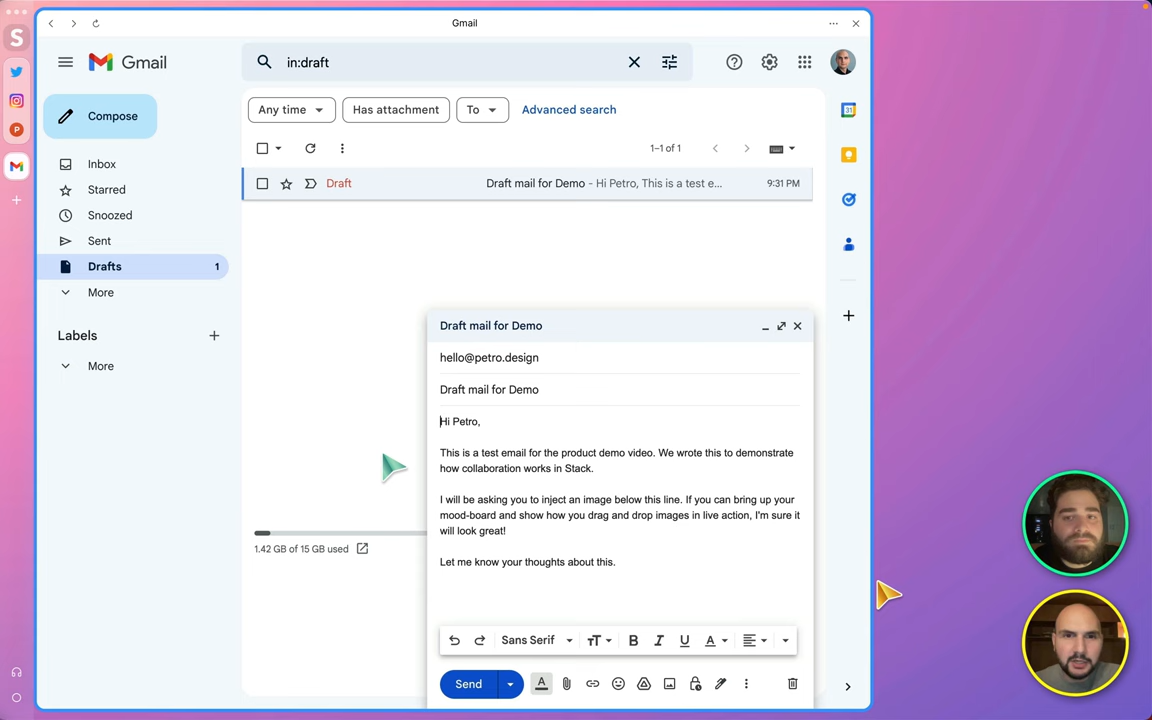 Gmail
S
Gmail
in:draft
Compose
Any time
Has attachment
To
Advanced search
31
P
Inbox
1–1 of 1
Starred
Draft
Draft mail for Demo - Hi Petro, This is a test e...
9:31 PM
Snoozed
Sent
Drafts
1
More
Labels
More
Draft mail for Demo
hello@petro.design
Draft mail for Demo
Hi Petro,
This is a test email for the product demo video. We wrote this to demonstrate
how collaboration works in Stack.
I will be asking you to inject an image below this line. If you can bring up your
mood-board and show how you drag and drop images in live action, I'm sure it
will look great!
1.42 GB of 15 GB used
Let me know your thoughts about this.
Sans Serif
TT
B
I
U
A
Send
A